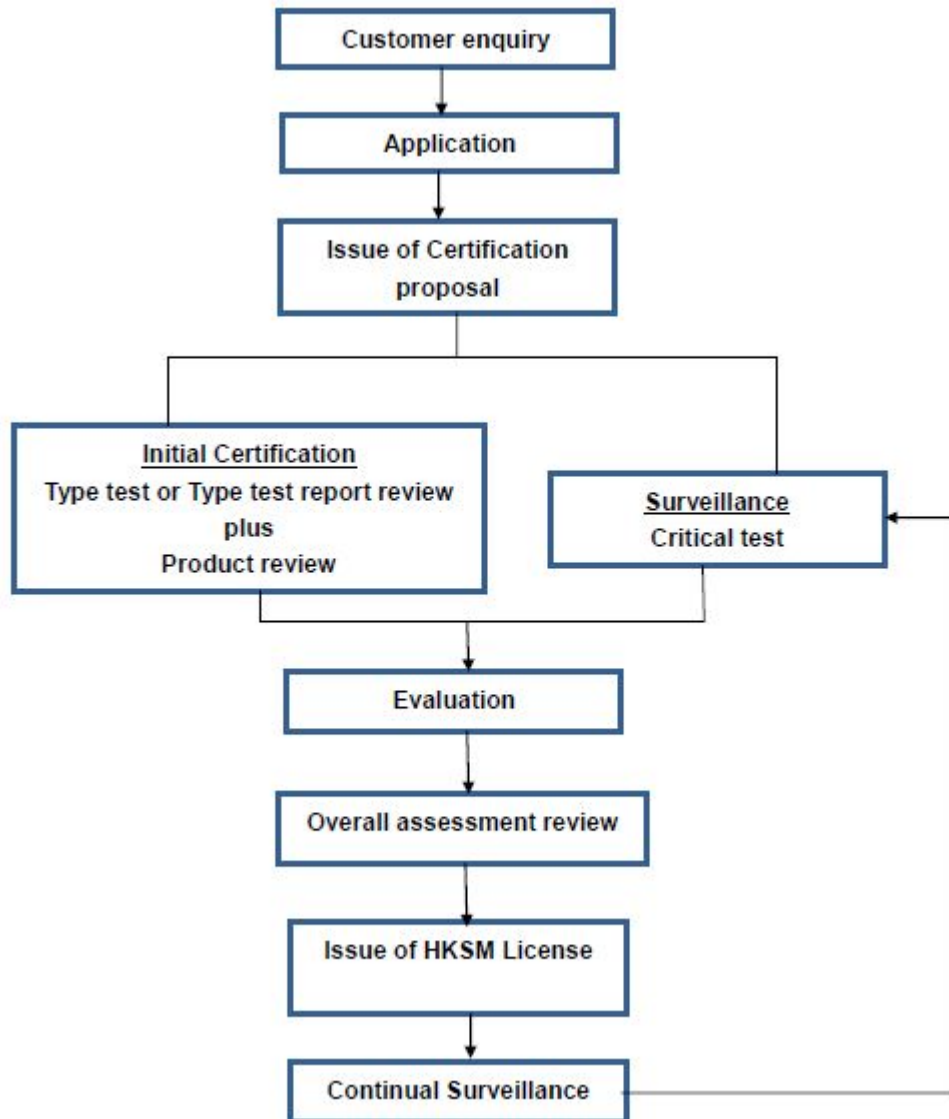 Customer enquiry
Application
Issue of Certification
proposal
Initial Certification
Type test or Type test report review
plus
Product review
Surveillance
Critical test
Evaluation
Overall assessment review
Issue of HKSM License
Continual Surveillance